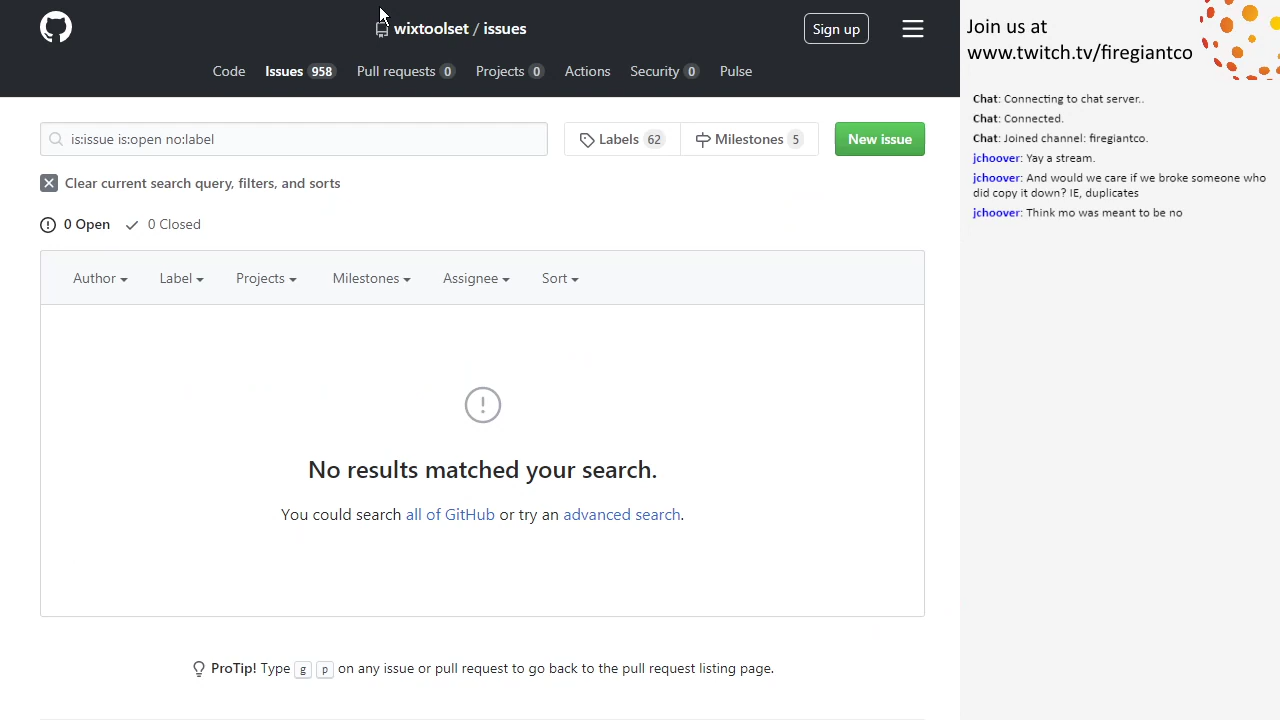 wixtoolset / issues
Sign up
Code Issues 958 Pull requests 0 Projects 0 Actions Security 0 Pulse
is:issue is:open no:label
Labels 62 Milestones 5
New issue
Clear current search query, filters, and sorts
0 Open 0 Closed
Author Label Projects Milestones Assignee Sort
No results matched your search.
You could search all of GitHub or try an advanced search.
ProTip! Type g p on any issue or pull request to go back to the pull request listing page.
Join us at
www.twitch.tv/firegiantco
Chat: Connecting to chat server..
Chat: Connected.
Chat: Joined channel: firegiantco.
jchoover: Yay a stream.
jchoover: And would we care if we broke someone who
did copy it down? IE, duplicates
jchoover: Think mo was meant to be no